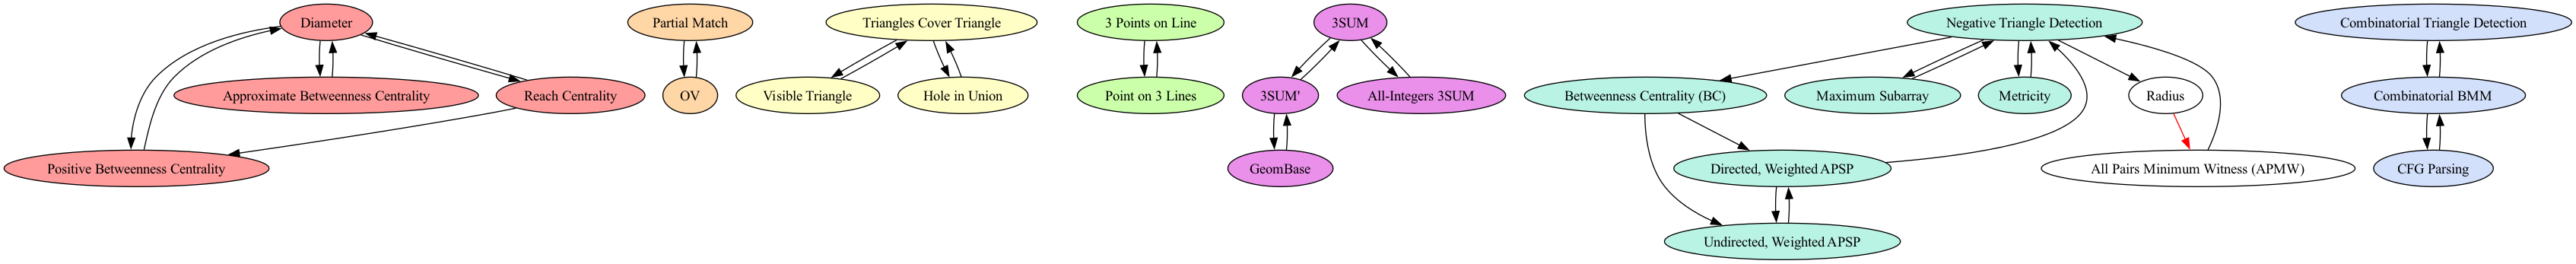 Diameter
Partial Match
Triangles Cover Triangle
3 Points on Line
3SUM
Negative Triangle Detection
Combinatorial Triangle Detection
Approximate Betweenness Centrality
Reach Centrality
OV
Visible Triangle
Hole in Union
Point on 3 Lines
3SUM'
All-Integers 3SUM
Betweenness Centrality (BC)
Maximum Subarray
Metricity
Radius
Combinatorial BMM
Positive Betweenness Centrality
GeomBase
Directed, Weighted APSP
All Pairs Minimum Witness (APMW)
CFG Parsing
Undirected, Weighted APSP